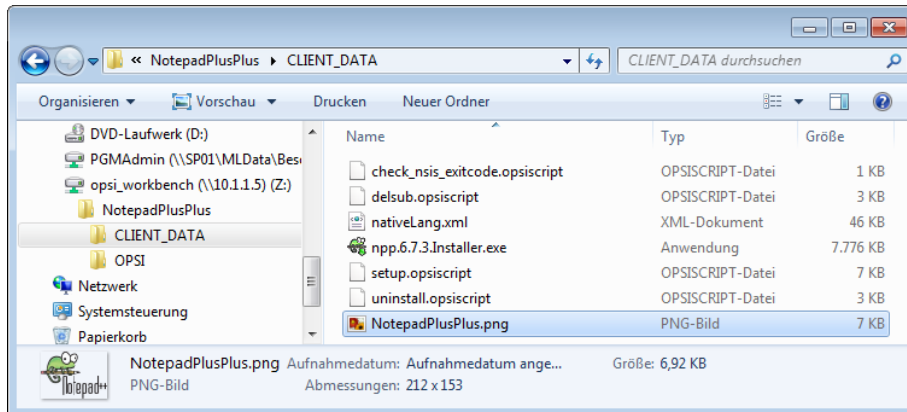 « NotepadPlusPlus ▸ CLIENT_DATA
CLIENT_DATA durchsuchen
Organisieren Vorschau Drucken Neuer Ordner
DVD-Laufwerk (D:)
PGMAdmin (\\SP01\MLData\Bes
opsi_workbench (\\10.1.1.5) (Z:)
NotepadPlusPlus
CLIENT_DATA
OPSI
Netzwerk
Systemsteuerung
Papierkorb
Name Typ Größe
check_nsis_exitcode.opsiscript OPSISCRIPT-Datei 1 KB
delsub.opsiscript OPSISCRIPT-Datei 3 KB
nativeLang.xml XML-Dokument 46 KB
npp.6.7.3.Installer.exe Anwendung 7.776 KB
setup.opsiscript OPSISCRIPT-Datei 7 KB
uninstall.opsiscript OPSISCRIPT-Datei 3 KB
NotepadPlusPlus.png PNG-Bild 7 KB
Notepad++
NotepadPlusPlus.png Aufnahmedatum: Aufnahmedatum ange... Größe: 6,92 KB
PNG-Bild Abmessungen: 212 x 153